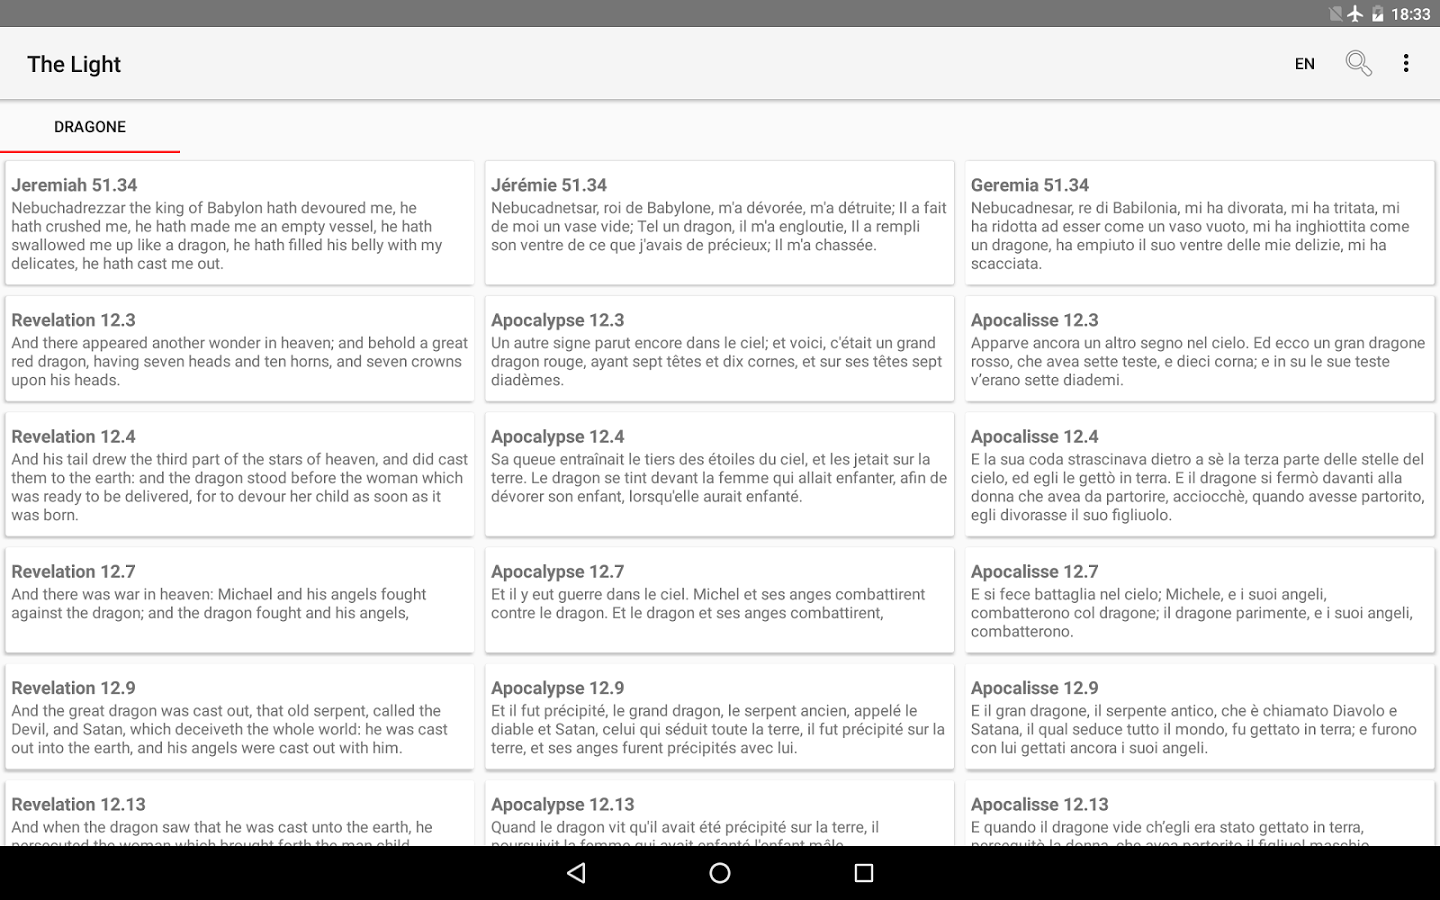 18:33
The Light
EN
DRAGONE
Jeremiah 51.34
Nebuchadrezzar the king of Babylon hath devoured me, he
hath crushed me, he hath made me an empty vessel, he hath
swallowed me up like a dragon, he hath filled his belly with my
delicates, he hath cast me out.
Jérémie 51.34
Nebucadnetsar, roi de Babylone, m'a dévorée, m'a détruite; Il a fait
de moi un vase vide; Tel un dragon, il m'a engloutie, Il a rempli
son ventre de ce que j'avais de précieux; Il m'a chassée.
Geremia 51.34
Nebucadnesar, re di Babilonia, mi ha divorata, mi ha tritata, mi
ha ridotta ad esser come un vaso vuoto, mi ha inghiottita come
un dragone, ha empiuto il suo ventre delle mie delizie, mi ha
scacciata.
Revelation 12.3
And there appeared another wonder in heaven; and behold a great
red dragon, having seven heads and ten horns, and seven crowns
upon his heads.
Apocalypse 12.3
Un autre signe parut encore dans le ciel; et voici, c'était un grand
dragon rouge, ayant sept têtes et dix cornes, et sur ses têtes sept
diadèmes.
Apocalisse 12.3
Apparve ancora un altro segno nel cielo. Ed ecco un gran dragone
rosso, che avea sette teste, e dieci corna; e in su le sue teste
v’erano sette diademi.
Revelation 12.4
And his tail drew the third part of the stars of heaven, and did cast
them to the earth: and the dragon stood before the woman which
was ready to be delivered, for to devour her child as soon as it
was born.
Apocalypse 12.4
Sa queue entraînait le tiers des étoiles du ciel, et les jetait sur la
terre. Le dragon se tint devant la femme qui allait enfanter, afin de
dévorer son enfant, lorsqu'elle aurait enfanté.
Apocalisse 12.4
E la sua coda strascinava dietro a sè la terza parte delle stelle del
cielo, ed egli le gettò in terra. E il dragone si fermò davanti alla
donna che avea da partorire, acciocchè, quando avesse partorito,
egli divorasse il suo figliuolo.
Revelation 12.7
And there was war in heaven: Michael and his angels fought
against the dragon; and the dragon fought and his angels,
Apocalypse 12.7
Et il y eut guerre dans le ciel. Michel et ses anges combattirent
contre le dragon. Et le dragon et ses anges combattirent,
Apocalisse 12.7
E si fece battaglia nel cielo; Michele, e i suoi angeli,
combatterono col dragone; il dragone parimente, e i suoi angeli,
combatterono.
Revelation 12.9
And the great dragon was cast out, that old serpent, called the
Devil, and Satan, which deceiveth the whole world: he was cast
out into the earth, and his angels were cast out with him.
Apocalypse 12.9
Et il fut précipité, le grand dragon, le serpent ancien, appelé le
diable et Satan, celui qui séduit toute la terre, il fut précipité sur la
terre, et ses anges furent précipités avec lui.
Apocalisse 12.9
E il gran dragone, il serpente antico, che è chiamato Diavolo e
Satana, il qual seduce tutto il mondo, fu gettato in terra; e furono
con lui gettati ancora i suoi angeli.
Revelation 12.13
And when the dragon saw that he was cast unto the earth, he
persecuted the woman which brought forth the man child.
Apocalypse 12.13
Quand le dragon vit qu'il avait été précipité sur la terre, il
poursuivit la femme qui avait enfanté l'enfant mâle.
Apocalisse 12.13
E quando il dragone vide ch’egli era stato gettato in terra,
perseguitò la donna, che avea partorito il figliuol maschio.